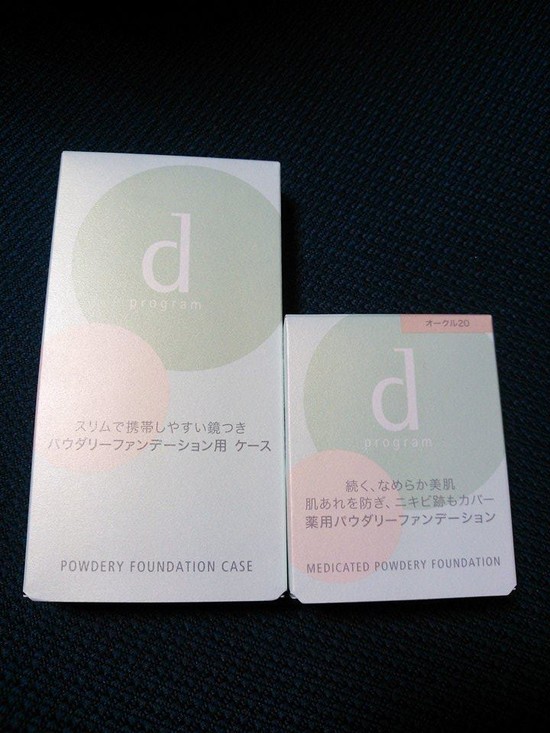 d
program
スリムで携帯しやすい鏡つき
パウダリーファンデーション用 ケース
POWDERY FOUNDATION CASE
オークル20
d
program
続く、なめらか美肌
肌あれを防ぎ、ニキビ跡もカバー
薬用パウダリーファンデーション
MEDICATED POWDERY FOUNDATION